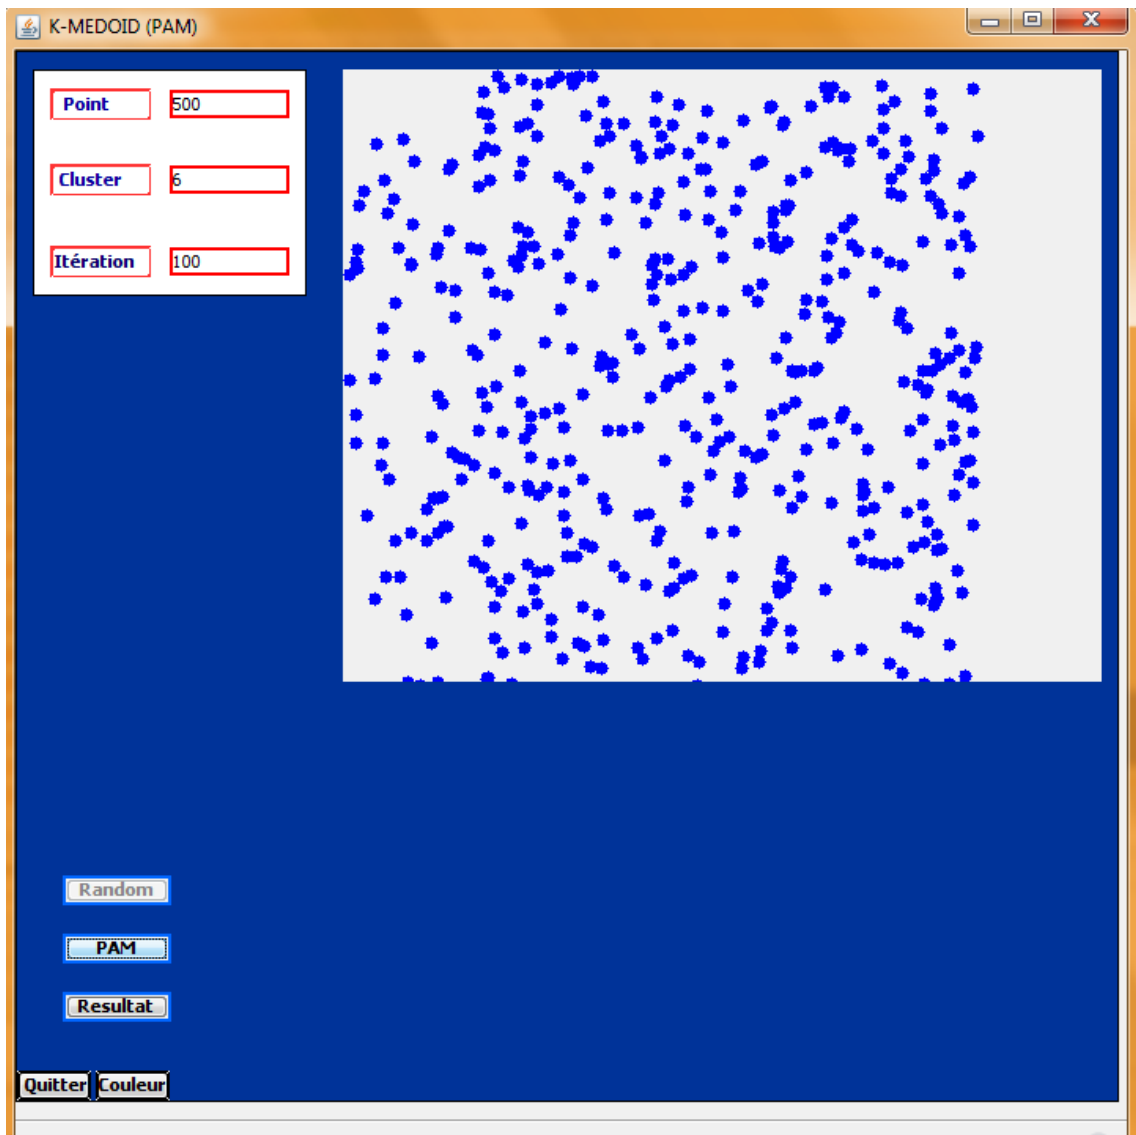 K-MEDOID (PAM)
Point 500
Cluster 6
Itération 100
Random
PAM
Resultat
Quitter Couleur